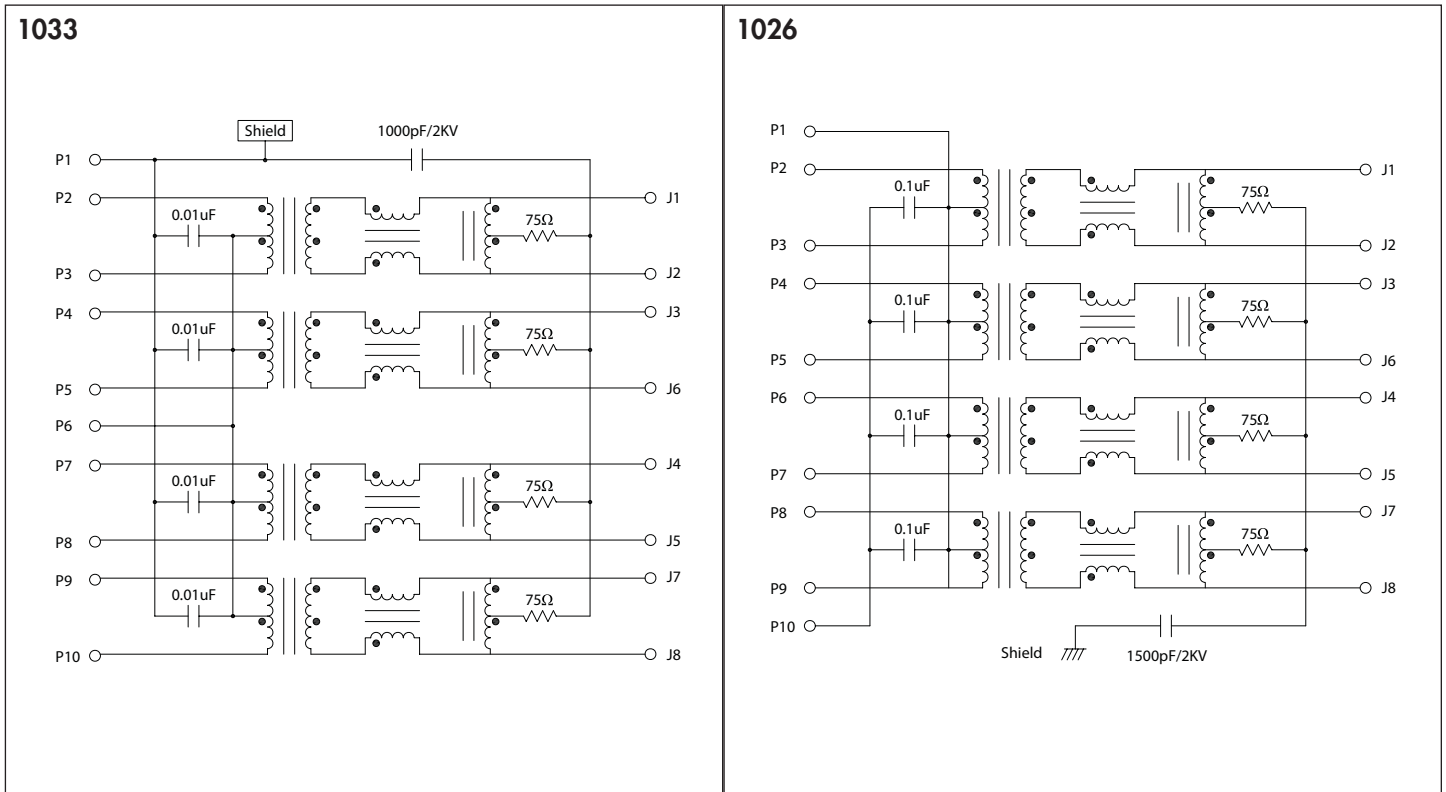 1033
Shield
1000pF/2KV
P1
P2
J1
0.01uF
75Ω
P3
J2
P4
J3
0.01uF
75Ω
P5
J6
P6
P7
J4
0.01uF
75Ω
P8
J5
P9
J7
0.01uF
75Ω
P10
J8
1026
P1
P2
J1
0.1uF
75Ω
P3
J2
P4
J3
0.1uF
75Ω
P5
J6
P6
J4
0.1uF
75Ω
P7
J5
P8
J7
0.1uF
75Ω
P9
J8
P10
Shield
1500pF/2KV